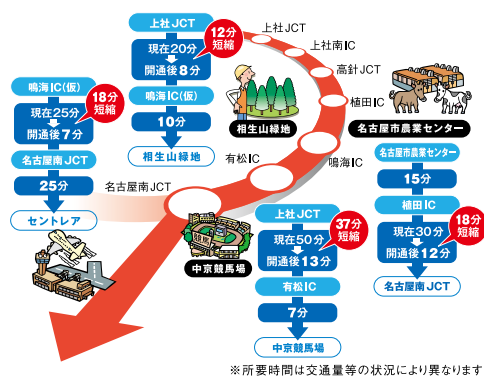 上社JCT
現在20分
開通後8分
12分
短縮
鳴海IC(仮)
10分
相生山緑地
鳴海IC(仮)
現在25分
開通後7分
18分
短縮
名古屋南JCT
25分
セントレア
上社JCT
上社南IC
高針JCT
植田IC
鳴海IC
有松IC
名古屋南JCT
相生山緑地
名古屋市農業センター
中京競馬場
名古屋市農業センター
15分
植田IC
現在30分
開通後12分
18分
短縮
名古屋南JCT
上社JCT
現在50分
開通後13分
37分
短縮
有松IC
7分
中京競馬場
※所要時間は交通量等の状況により異なります